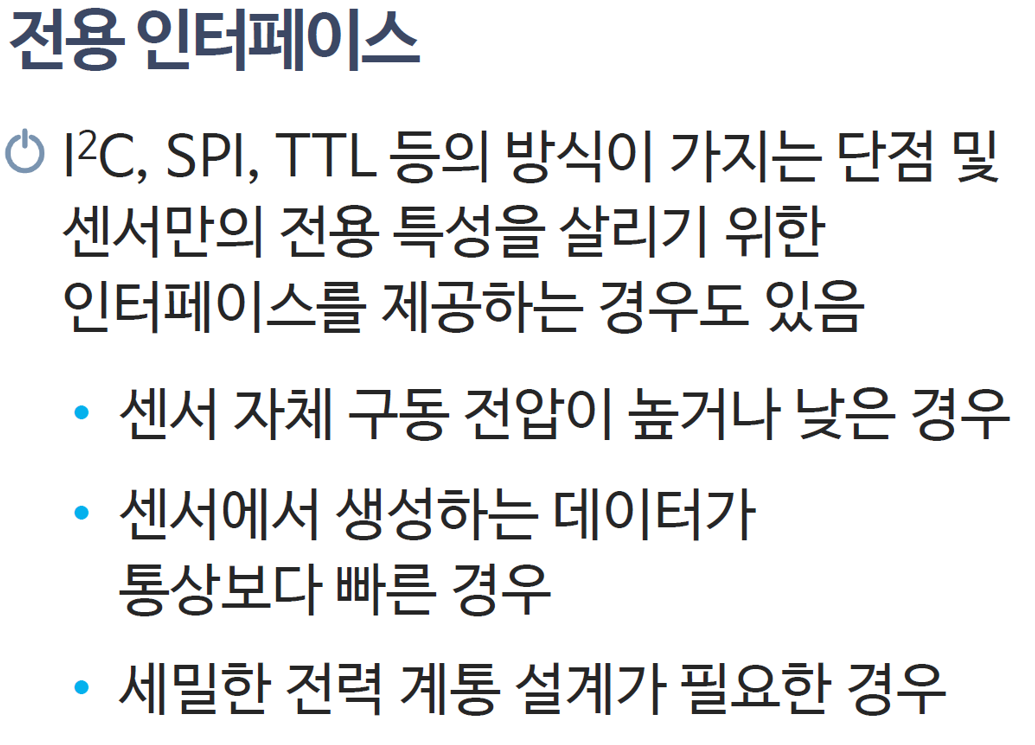 전용 인터페이스
I²C, SPI, TTL 등의 방식이 가지는 단점 및
센서만의 전용 특성을 살리기 위한
인터페이스를 제공하는 경우도 있음
• 센서 자체 구동 전압이 높거나 낮은 경우
• 센서에서 생성하는 데이터가
통상보다 빠른 경우
• 세밀한 전력 계통 설계가 필요한 경우